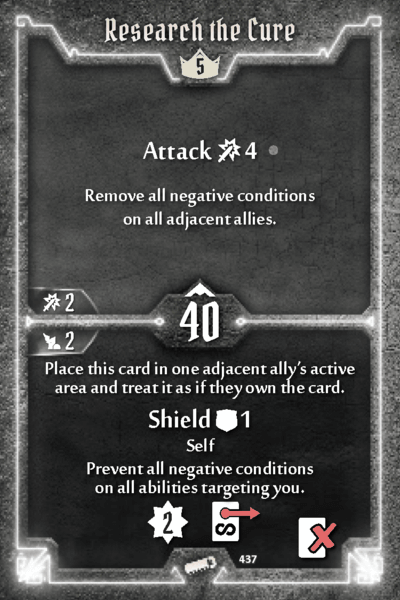 Research the Cure
5
Attack 4
Remove all negative conditions
on all adjacent allies.
2
40
2
Place this card in one adjacent ally's active
area and treat it as if they own the card.
Shield 1
Self
Prevent all negative conditions
on all abilities targeting you.
2
437